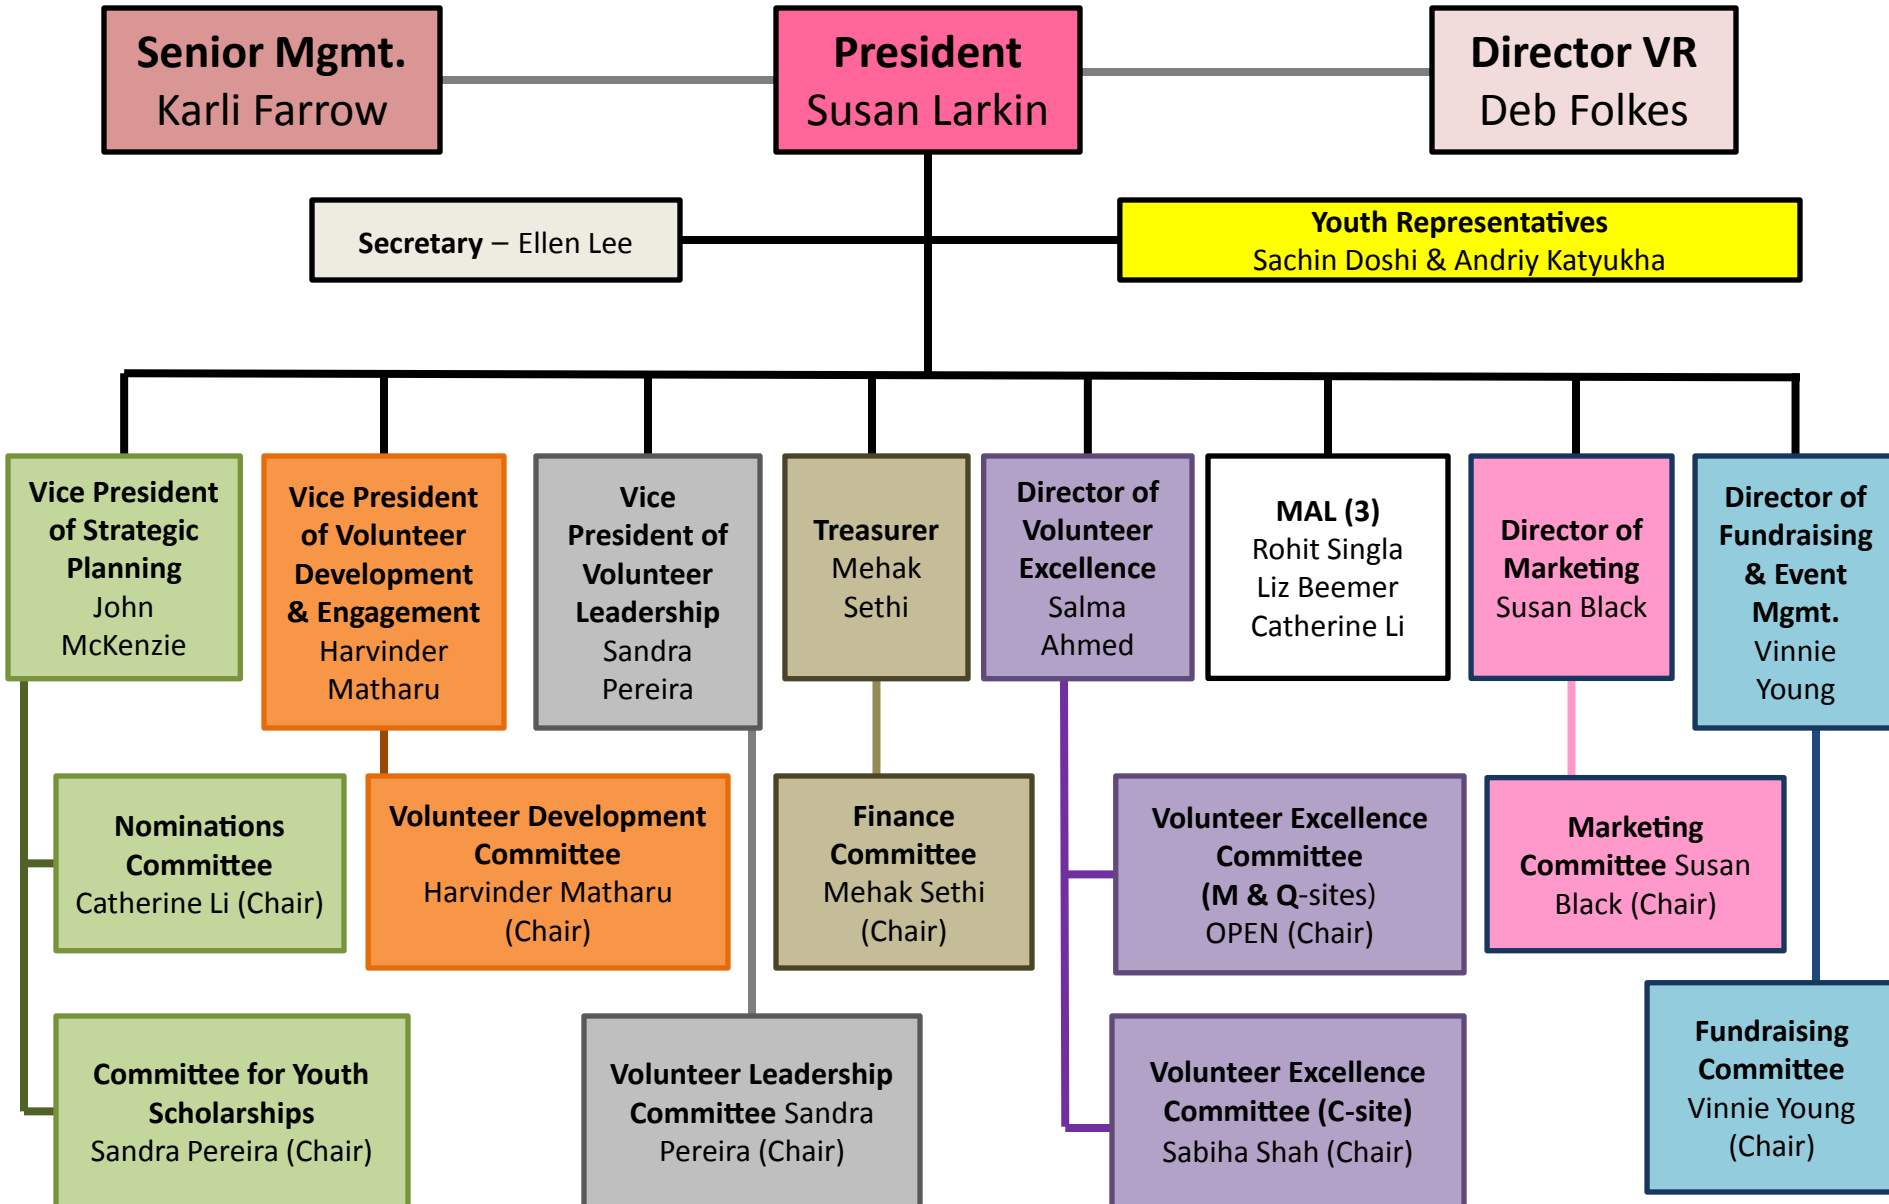 Senior Mgmt.
Karli Farrow
President
Susan Larkin
Director VR
Deb Folkes
Secretary – Ellen Lee
Youth Representatives
Sachin Doshi & Andriy Katyukha
Vice President
of Strategic
Planning
John
McKenzie
Vice President
of Volunteer
Development
& Engagement
Harvinder
Matharu
Vice
President of
Volunteer
Leadership
Sandra
Pereira
Treasurer
Mehak
Sethi
Director of
Volunteer
Excellence
Salma
Ahmed
MAL (3)
Rohit Singla
Liz Beemer
Catherine Li
Director of
Marketing
Susan Black
Director of
Fundraising
& Event
Mgmt.
Vinnie
Young
Nominations
Committee
Catherine Li (Chair)
Volunteer Development
Committee
Harvinder Matharu
(Chair)
Finance
Committee
Mehak Sethi
(Chair)
Volunteer Excellence
Committee
(M & Q-sites)
OPEN (Chair)
Marketing
Committee Susan
Black (Chair)
Committee for Youth
Scholarships
Sandra Pereira (Chair)
Volunteer Leadership
Committee Sandra
Pereira (Chair)
Volunteer Excellence
Committee (C-site)
Sabiha Shah (Chair)
Fundraising
Committee
Vinnie Young
(Chair)